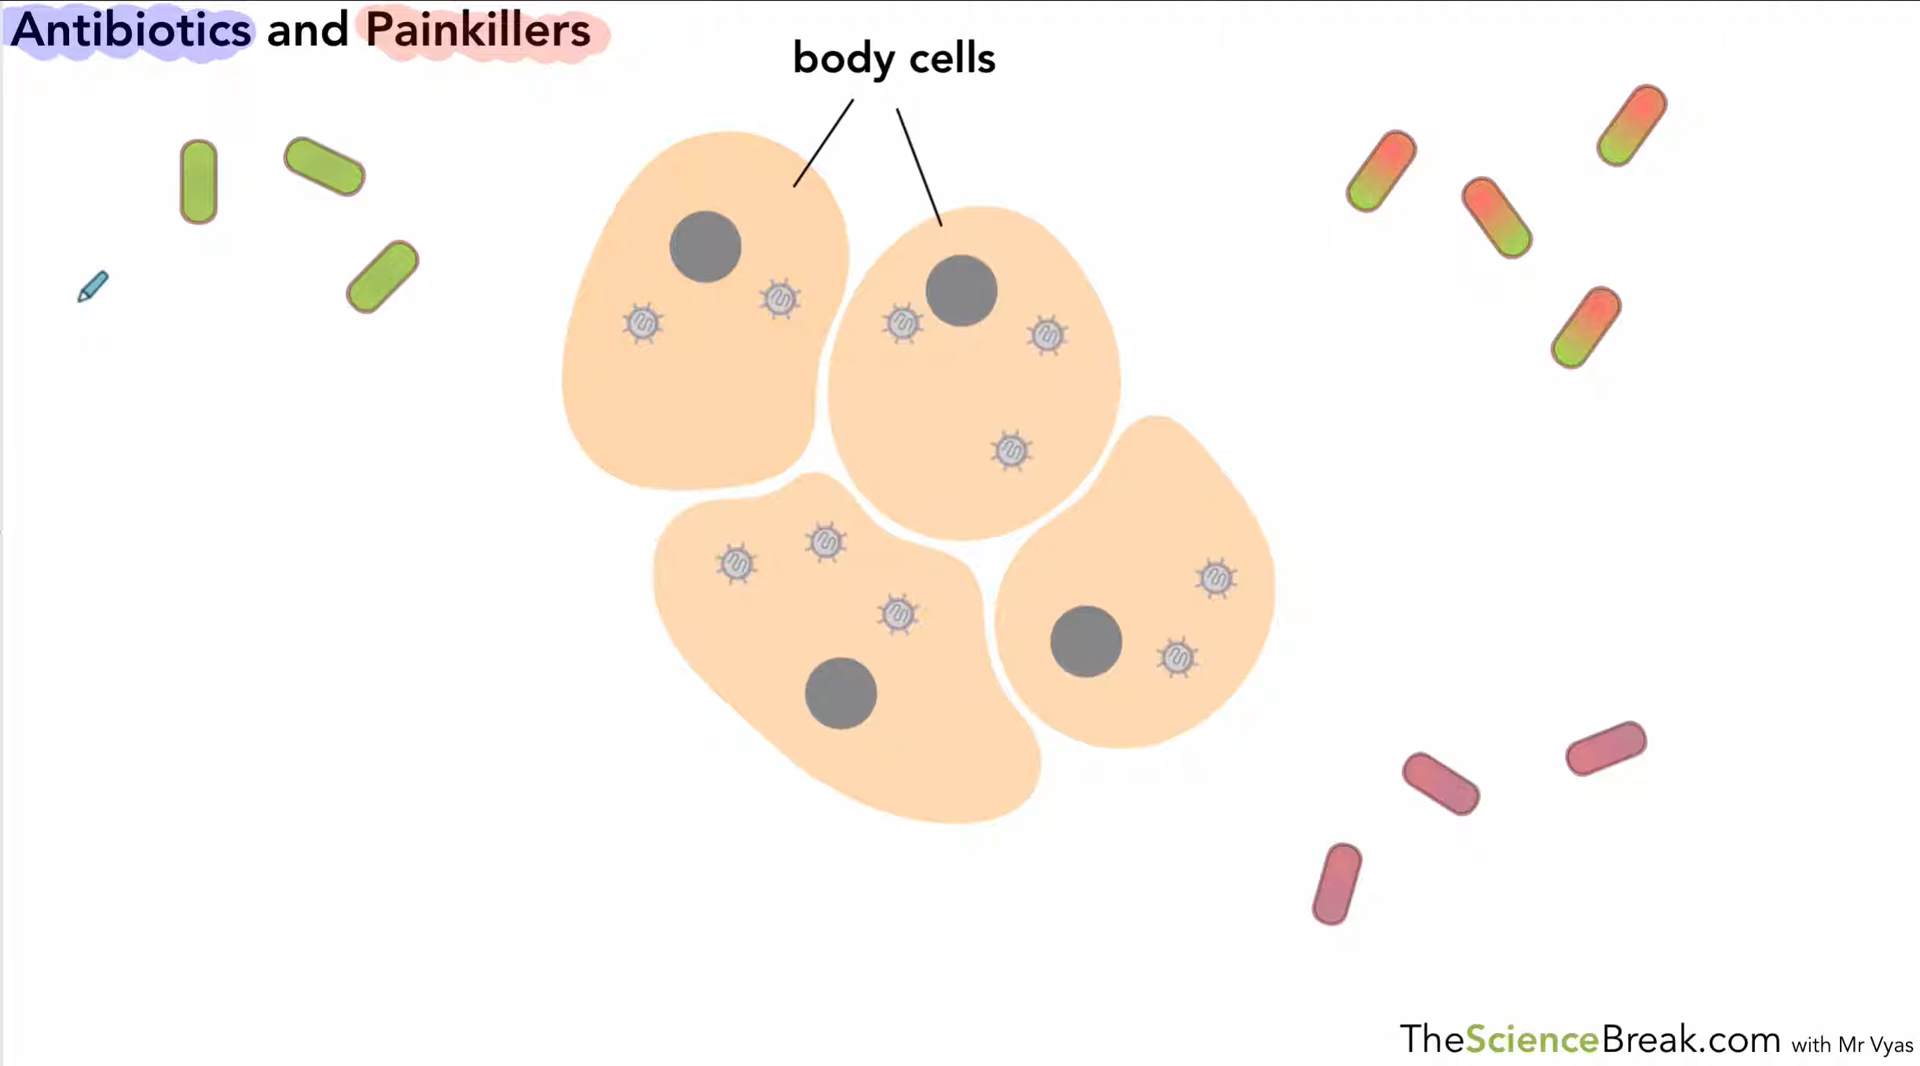 Antibiotics and Painkillers
body cells
TheScienceBreak.com with Mr Vyas